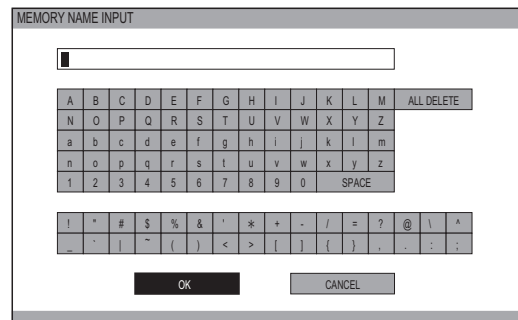 MEMORY NAME INPUT
A B C D E F G H I J K L M ALL DELETE
N O P Q R S T U V W X Y Z
a b c d e f g h i j k l m
n o p q r s t u v w x y z
1 2 3 4 5 6 7 8 9 0 SPACE
! " # $ % & ' * + - / = ? @ \ ^
_ ` | ~ ( ) < > [ ] { } , . : ;
OK CANCEL